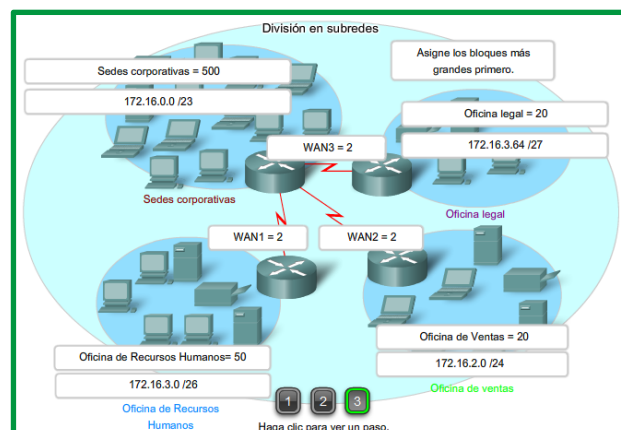 División en subredes
Sedes corporativas = 500
172.16.0.0 /23
Asigne los bloques más
grandes primero.
Oficina legal = 20
172.16.3.64 /27
WAN3 = 2
Sedes corporativas
Oficina legal
WAN1 = 2
WAN2 = 2
Oficina de Recursos Humanos= 50
172.16.3.0 /26
Oficina de Ventas = 20
172.16.2.0 /24
Oficina de ventas
Oficina de Recursos
Humanos
1 2 3
Haga clic para ver un paso.